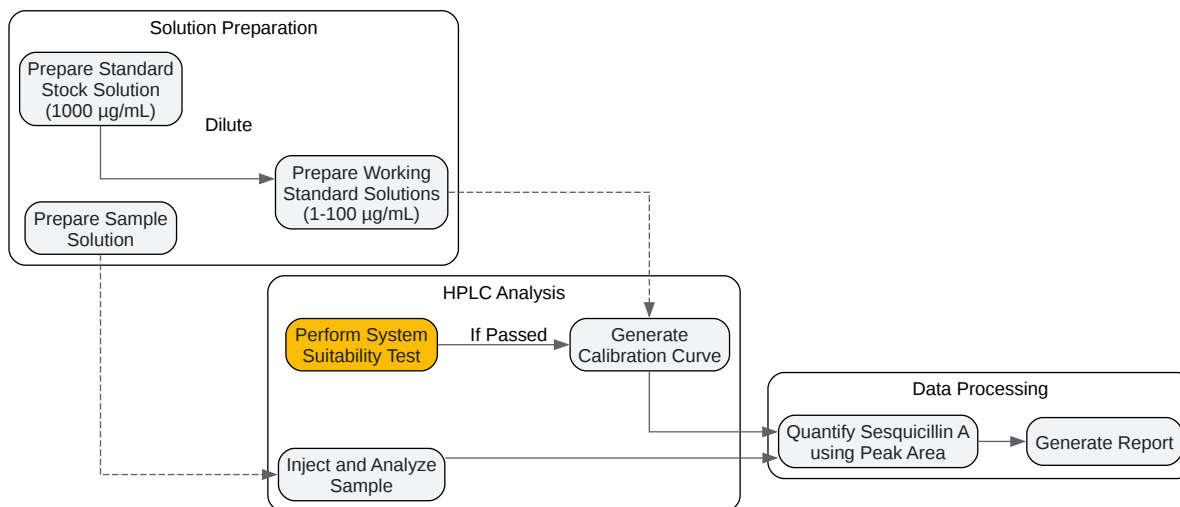 Solution Preparation
Prepare Standard
Stock Solution
(1000 µg/mL)
Dilute
Prepare Working
Standard Solutions
(1-100 µg/mL)
Prepare Sample
Solution
HPLC Analysis
Perform System
Suitability Test
If Passed
Generate
Calibration Curve
Inject and Analyze
Sample
Data Processing
Quantify Sesquicillin A
using Peak Area
Generate Report